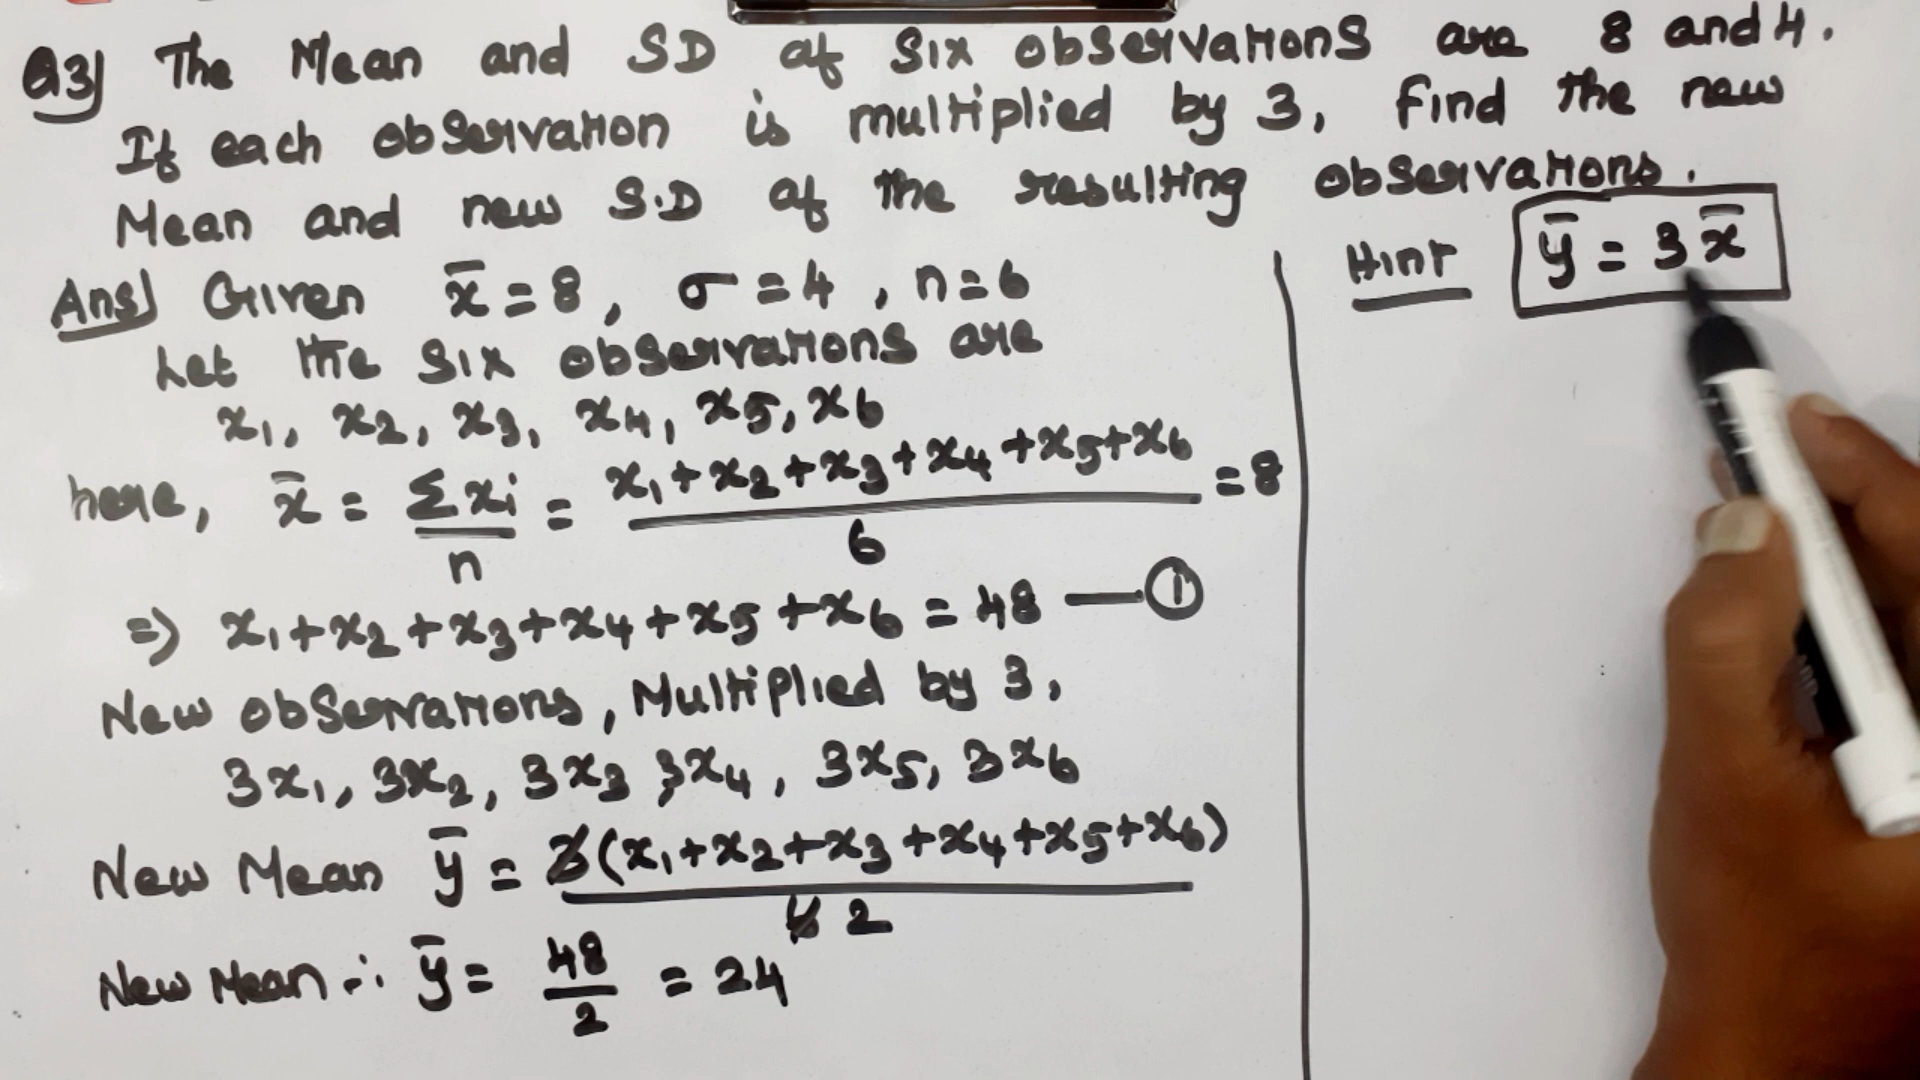 Q3) The Mean and SD of Six observations are 8 and 4.
If each observation is multiplied by 3, find the new
Mean and new S.D of the resulting observations.
Hint ȳ = 3x̄
Ans) Given x̄ = 8, σ = 4, n = 6
Let the Six observations are
x₁, x₂, x₃, x₄, x₅, x₆
here, x̄ = Σxi/n = (x₁+x₂+x₃+x₄+x₅+x₆)/6 = 8
⇒ x₁+x₂+x₃+x₄+x₅+x₆ = 48 — ①
New observations, Multiplied by 3,
3x₁, 3x₂, 3x₃, 3x₄, 3x₅, 3x₆
New Mean ȳ = 3(x₁+x₂+x₃+x₄+x₅+x₆)/6 2
New Mean ∴ ȳ = 48/2 = 24